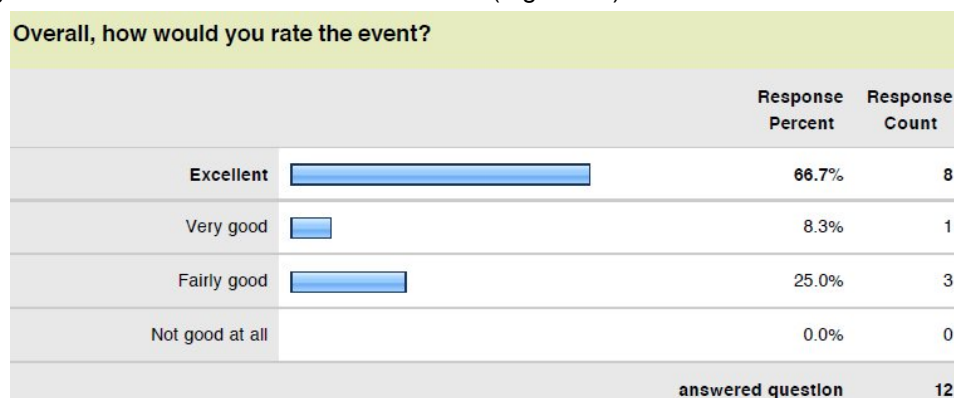 Overall, how would you rate the event?
Response Percent Response Count
Excellent 66.7% 8
Very good 8.3% 1
Fairly good 25.0% 3
Not good at all 0.0% 0
answered question 12